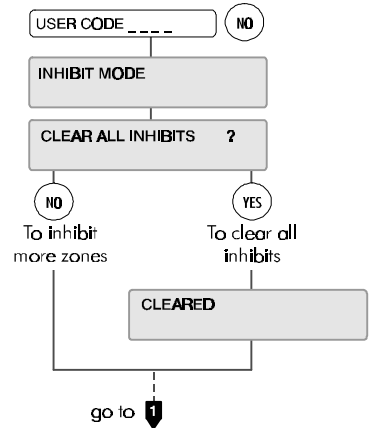 USER CODE _ _ _ _ NO
INHIBIT MODE
CLEAR ALL INHIBITS ?
NO YES
To inhibit more zones
To clear all inhibits
CLEARED
go to 1